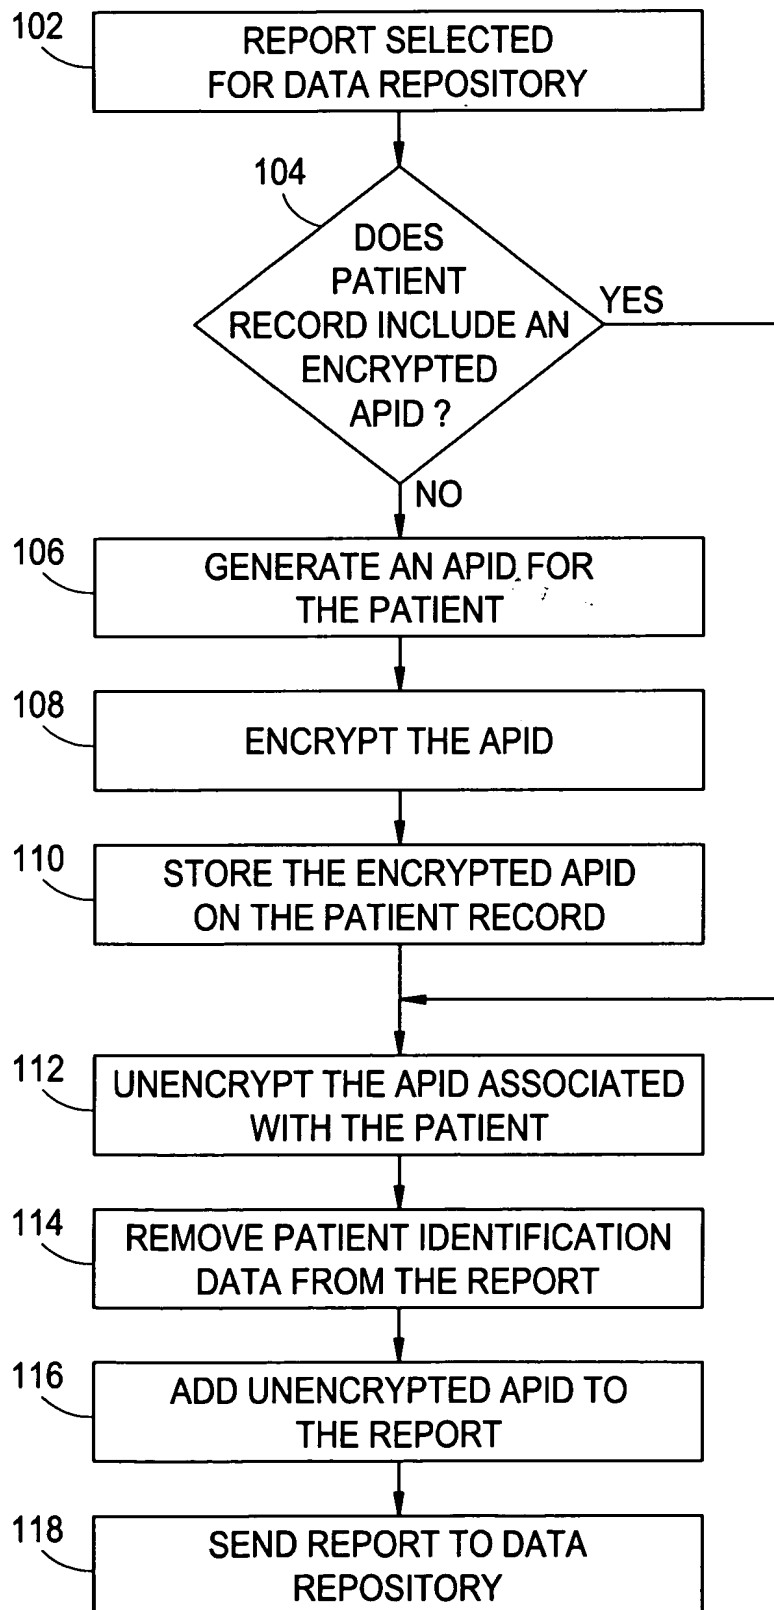 102
REPORT SELECTED
FOR DATA REPOSITORY
104
DOES
PATIENT
RECORD INCLUDE AN
ENCRYPTED
APID ?
YES
NO
106
GENERATE AN APID FOR
THE PATIENT
108
ENCRYPT THE APID
110
STORE THE ENCRYPTED APID
ON THE PATIENT RECORD
112
UNENCRYPT THE APID ASSOCIATED
WITH THE PATIENT
114
REMOVE PATIENT IDENTIFICATION
DATA FROM THE REPORT
116
ADD UNENCRYPTED APID TO
THE REPORT
118
SEND REPORT TO DATA
REPOSITORY